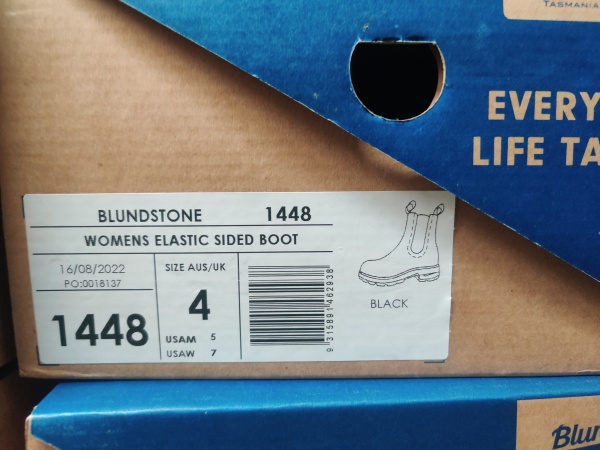 TASMANIA
EVERY
LIFE TA
BLUNDSTONE 1448
WOMENS ELASTIC SIDED BOOT
16/08/2022
PO:0018137
SIZE AUS/UK
1448
4
USAM 5
USAW 7
9 315891 462938
BLACK
Blun